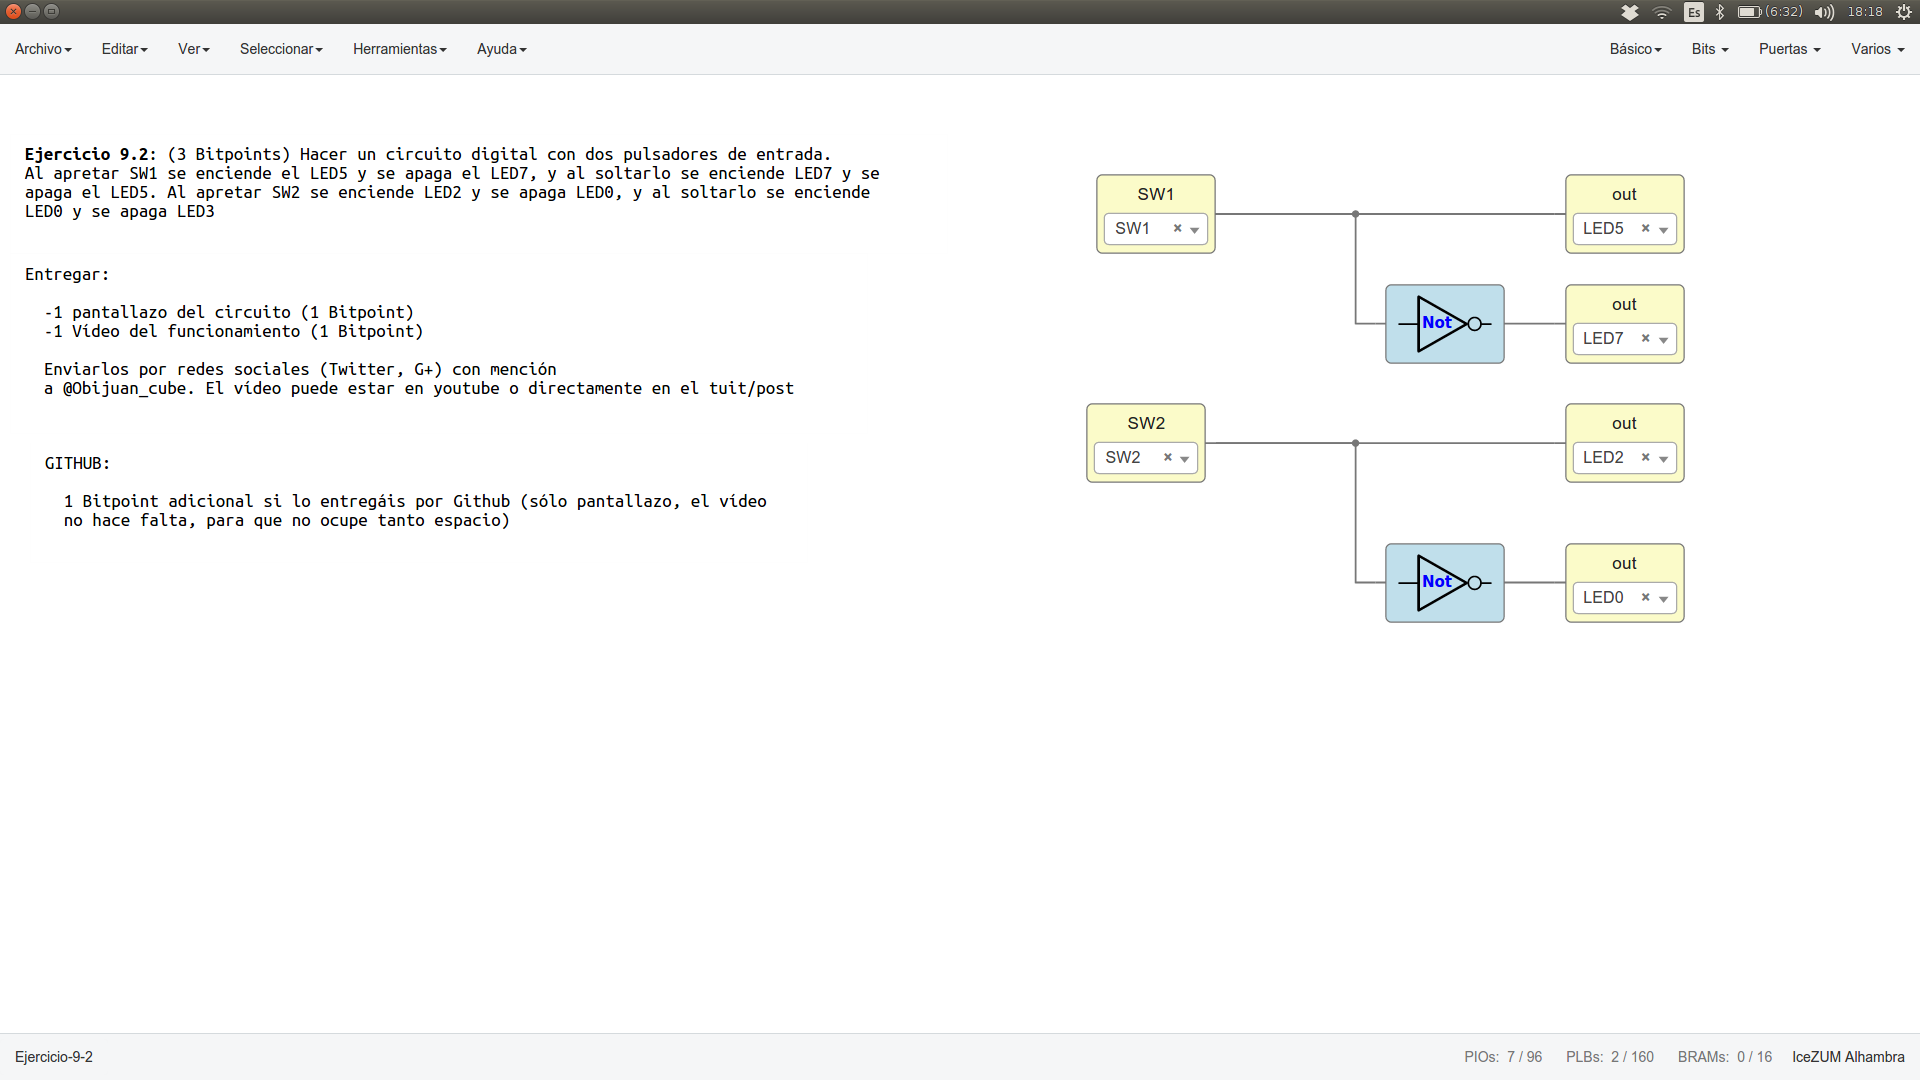 Es
(6:32)
18:18
Archivo
Editar
Ver
Seleccionar
Herramientas
Ayuda
Básico
Bits
Puertas
Varios
Ejercicio 9.2: (3 Bitpoints) Hacer un circuito digital con dos pulsadores de entrada.
Al apretar SW1 se enciende el LED5 y se apaga el LED7, y al soltarlo se enciende LED7 y se
apaga el LED5. Al apretar SW2 se enciende LED2 y se apaga LED0, y al soltarlo se enciende
LED0 y se apaga LED3
Entregar:
-1 pantallazo del circuito (1 Bitpoint)
-1 Vídeo del funcionamiento (1 Bitpoint)
Enviarlos por redes sociales (Twitter, G+) con mención
a @Obijuan_cube. El vídeo puede estar en youtube o directamente en el tuit/post
GITHUB:
1 Bitpoint adicional si lo entregáis por Github (sólo pantallazo, el vídeo
no hace falta, para que no ocupe tanto espacio)
SW1
SW1 ×
out
LED5 ×
Not
out
LED7 ×
SW2
SW2 ×
out
LED2 ×
Not
out
LED0 ×
Ejercicio-9-2
PIOs: 7 / 96
PLBs: 2 / 160
BRAMs: 0 / 16
IceZUM Alhambra